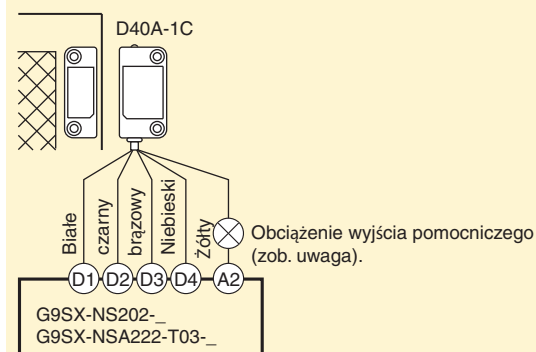 D40A-1C
Białe
czarny
brązowy
Niebieski
Żółty
Obciążenie wyjścia pomocniczego
(zob. uwaga).
D1 D2 D3 D4 A2
G9SX-NS202-_
G9SX-NSA222-T03-_